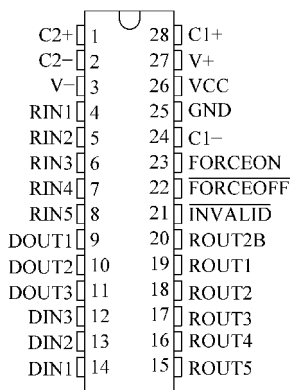 C2+ 1 28 C1+
C2− 2 27 V+
V− 3 26 VCC
RIN1 4 25 GND
RIN2 5 24 C1−
RIN3 6 23 FORCEON
RIN4 7 22 FORCEOFF
RIN5 8 21 INVALID
DOUT1 9 20 ROUT2B
DOUT2 10 19 ROUT1
DOUT3 11 18 ROUT2
DIN3 12 17 ROUT3
DIN2 13 16 ROUT4
DIN1 14 15 ROUT5